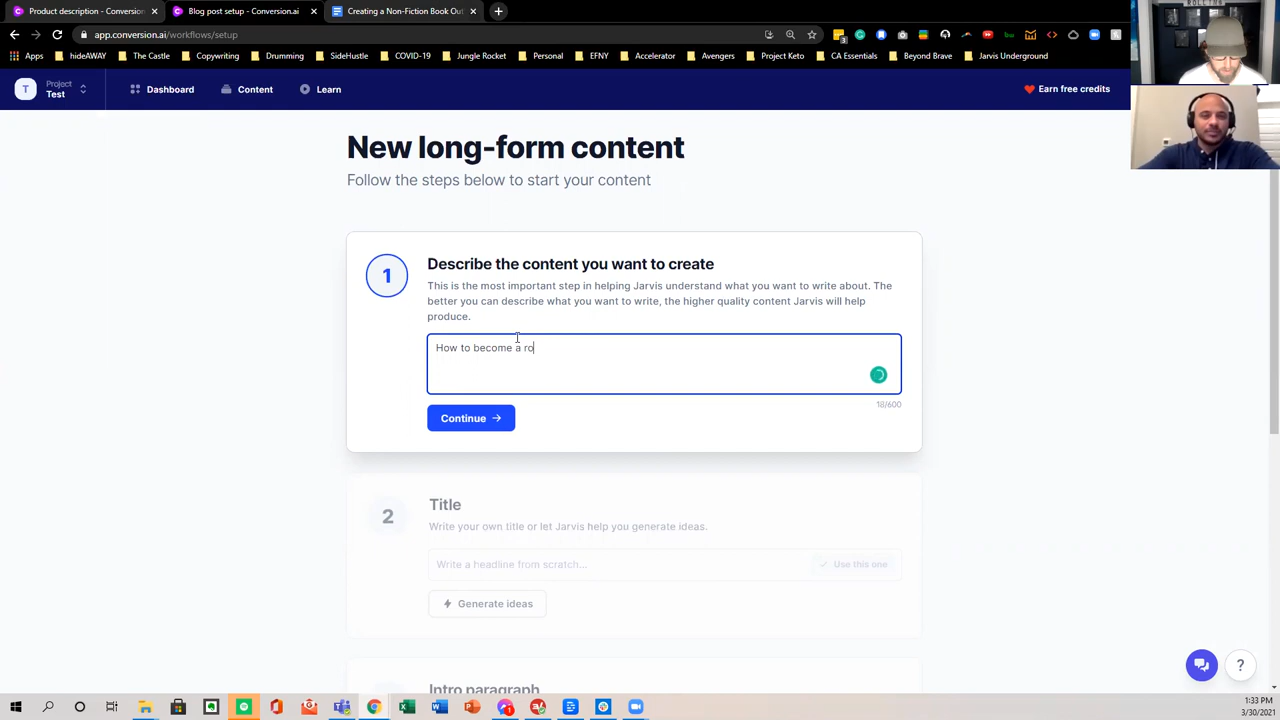 Product description - Conversion
Blog post setup - Conversion.ai
Creating a Non-Fiction Book Out
app.conversion.ai/workflows/setup
Apps
hideAWAY
The Castle
Copywriting
Drumming
SideHustle
COVID-19
Jungle Rocket
Personal
EFNY
Accelerator
Avengers
Project Keto
CA Essentials
Beyond Brave
Jarvis Underground
T
Project
Test
Dashboard
Content
Learn
Earn free credits
New long-form content
Follow the steps below to start your content
1
Describe the content you want to create
This is the most important step in helping Jarvis understand what you want to write about. The
better you can describe what you want to write, the higher quality content Jarvis will help
produce.
How to become a ro
18/600
Continue
2
Title
Write your own title or let Jarvis help you generate ideas.
Write a headline from scratch...
Use this one
Generate ideas
Intro paragraph
?
1:33 PM
3/30/2021